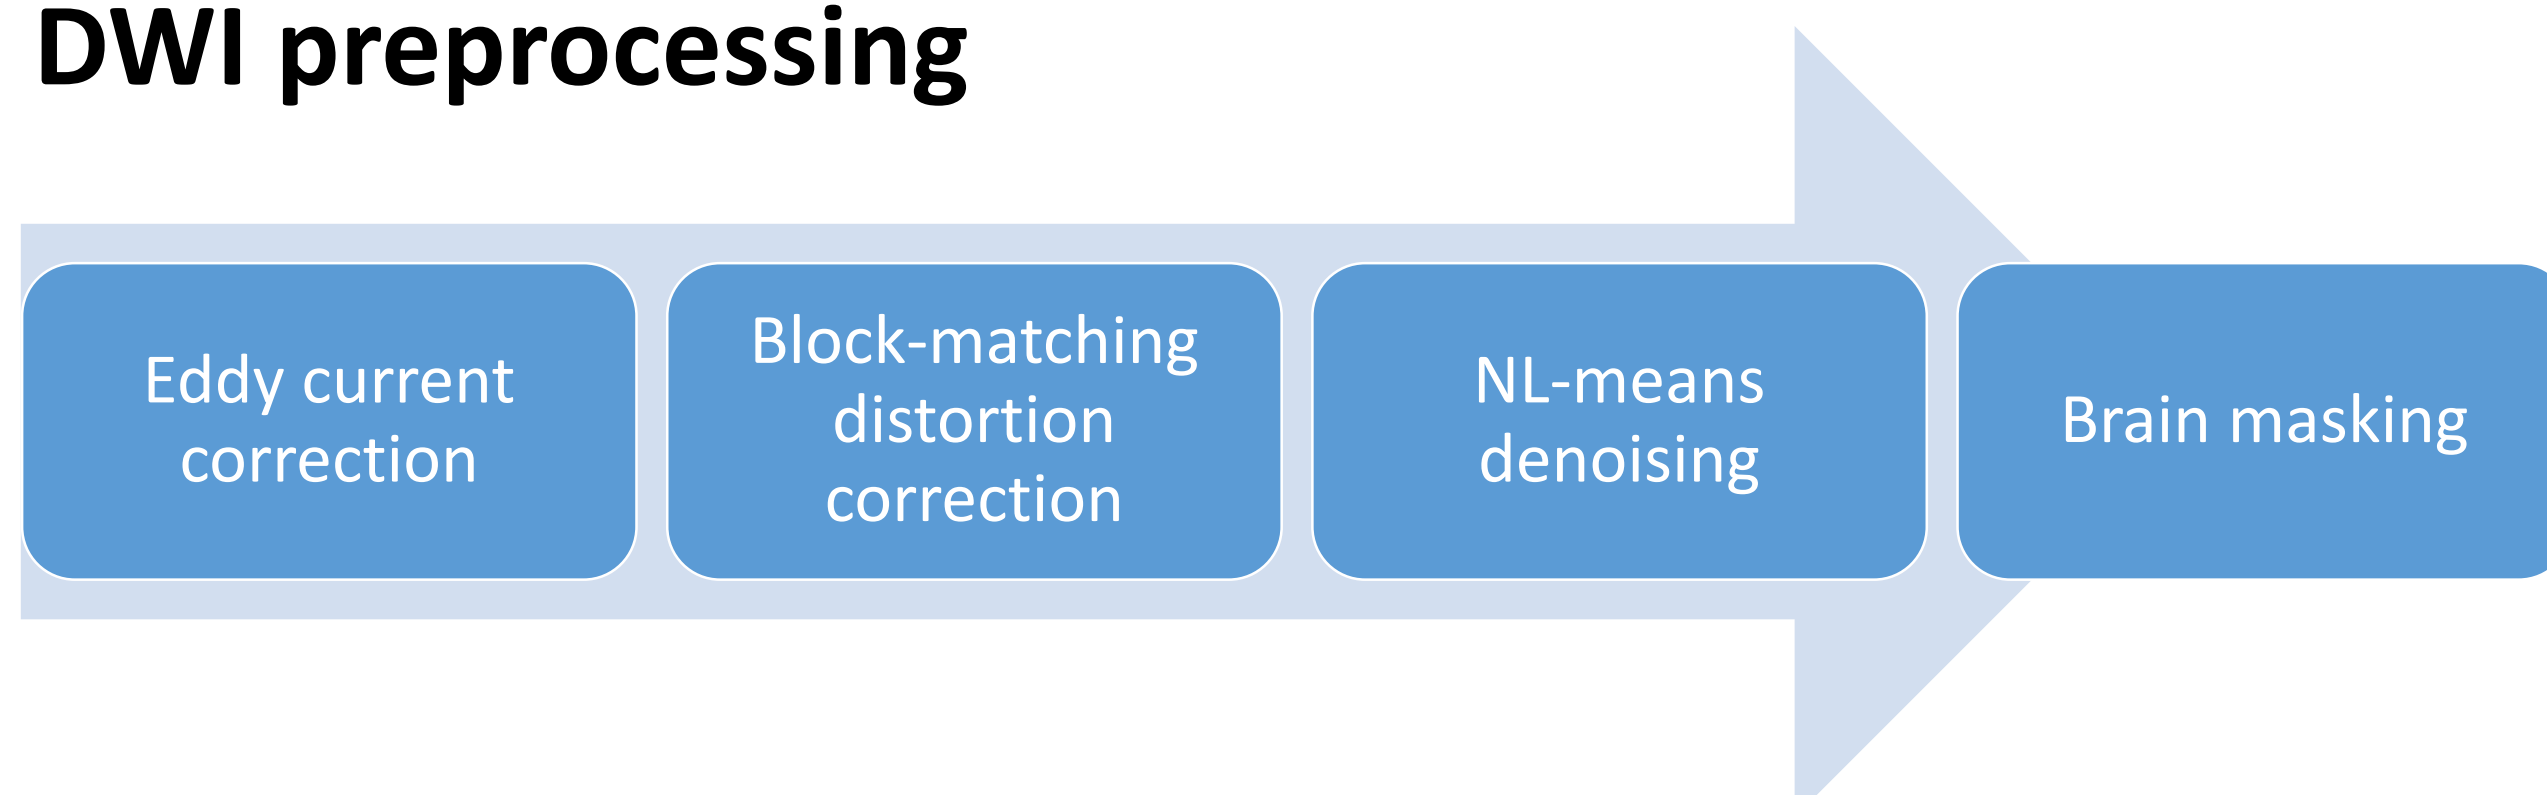 DWI preprocessing
Eddy current
correction
Block-matching
distortion
correction
NL-means
denoising
Brain masking